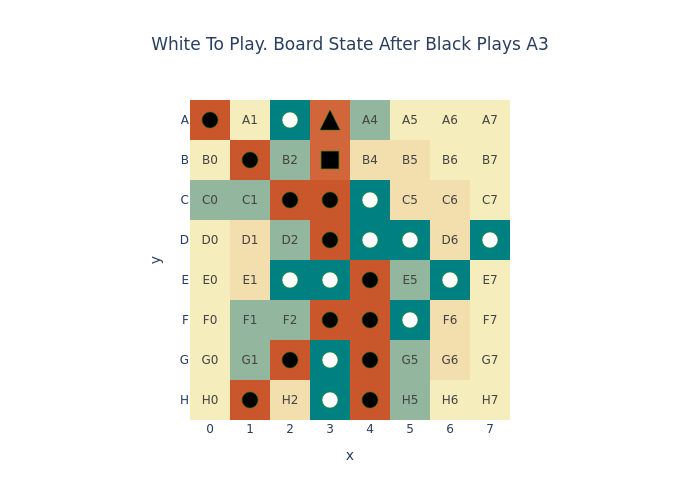 White To Play. Board State After Black Plays A3
A A1 A4 A5 A6 A7
B B0 B2 B4 B5 B6 B7
C C0 C1 C5 C6 C7
D D0 D1 D2 D6
E E0 E1 E5 E7
F F0 F1 F2 F6 F7
G G0 G1 G5 G6 G7
H H0 H2 H5 H6 H7
0 1 2 3 4 5 6 7
x
y